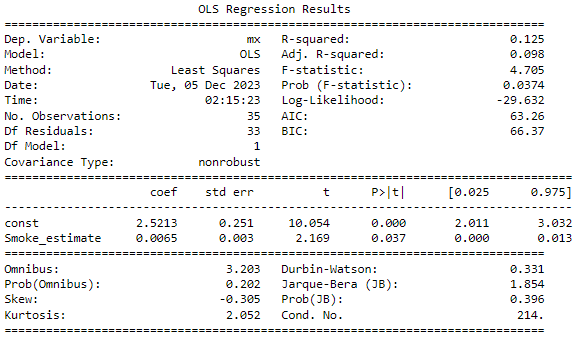 OLS Regression Results
==============================================================================
Dep. Variable: mx R-squared: 0.125
Model: OLS Adj. R-squared: 0.098
Method: Least Squares F-statistic: 4.705
Date: Tue, 05 Dec 2023 Prob (F-statistic): 0.0374
Time: 02:15:23 Log-Likelihood: -29.632
No. Observations: 35 AIC: 63.26
Df Residuals: 33 BIC: 66.37
Df Model: 1
Covariance Type: nonrobust
==================================================================================
coef std err t P>|t| [0.025 0.975]
----------------------------------------------------------------------------------
const 2.5213 0.251 10.054 0.000 2.011 3.032
Smoke_estimate 0.0065 0.003 2.169 0.037 0.000 0.013
==============================================================================
Omnibus: 3.203 Durbin-Watson: 0.331
Prob(Omnibus): 0.202 Jarque-Bera (JB): 1.854
Skew: -0.305 Prob(JB): 0.396
Kurtosis: 2.052 Cond. No. 214.
==============================================================================